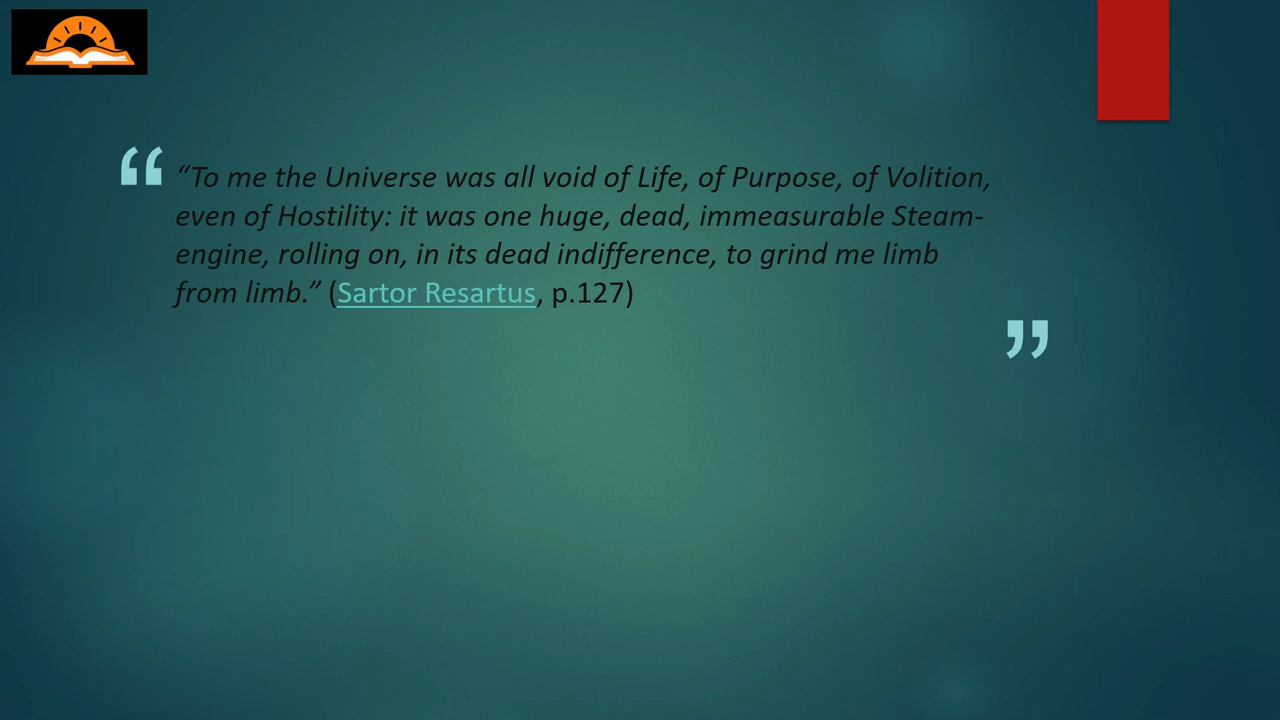 “To me the Universe was all void of Life, of Purpose, of Volition,
even of Hostility: it was one huge, dead, immeasurable Steam-
engine, rolling on, in its dead indifference, to grind me limb
from limb.” (Sartor Resartus, p.127)